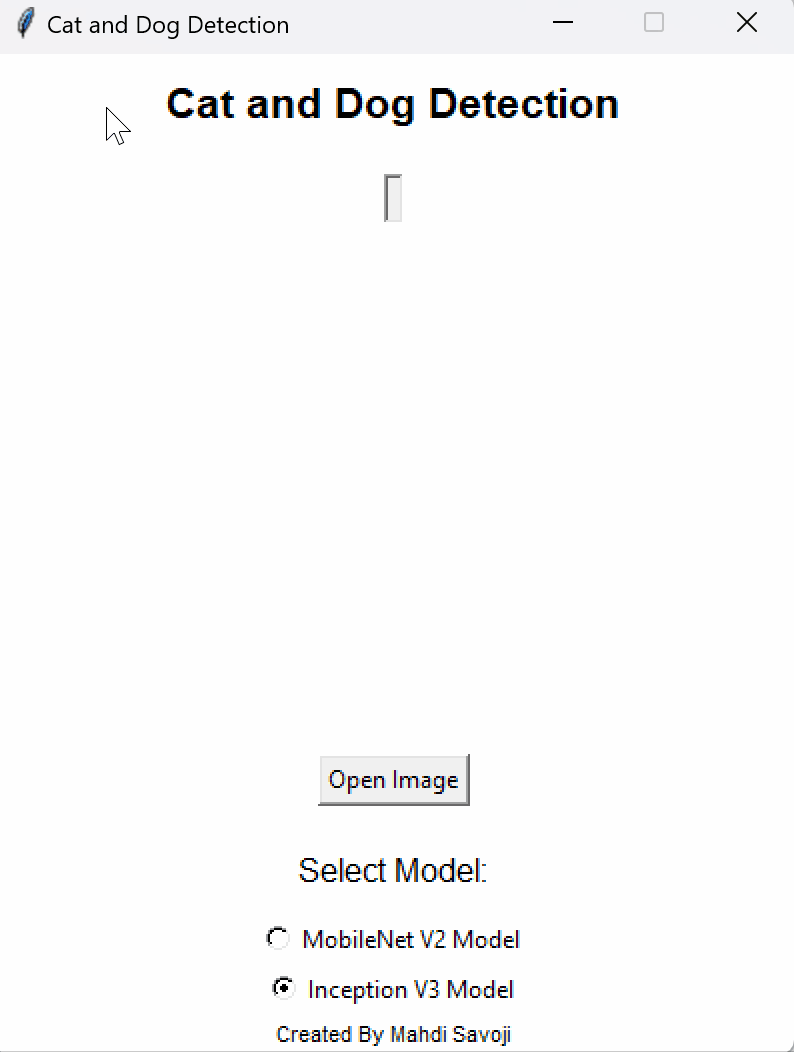 Cat and Dog Detection
Cat and Dog Detection
Open Image
Select Model:
MobileNet V2 Model
Inception V3 Model
Created By Mahdi Savoji